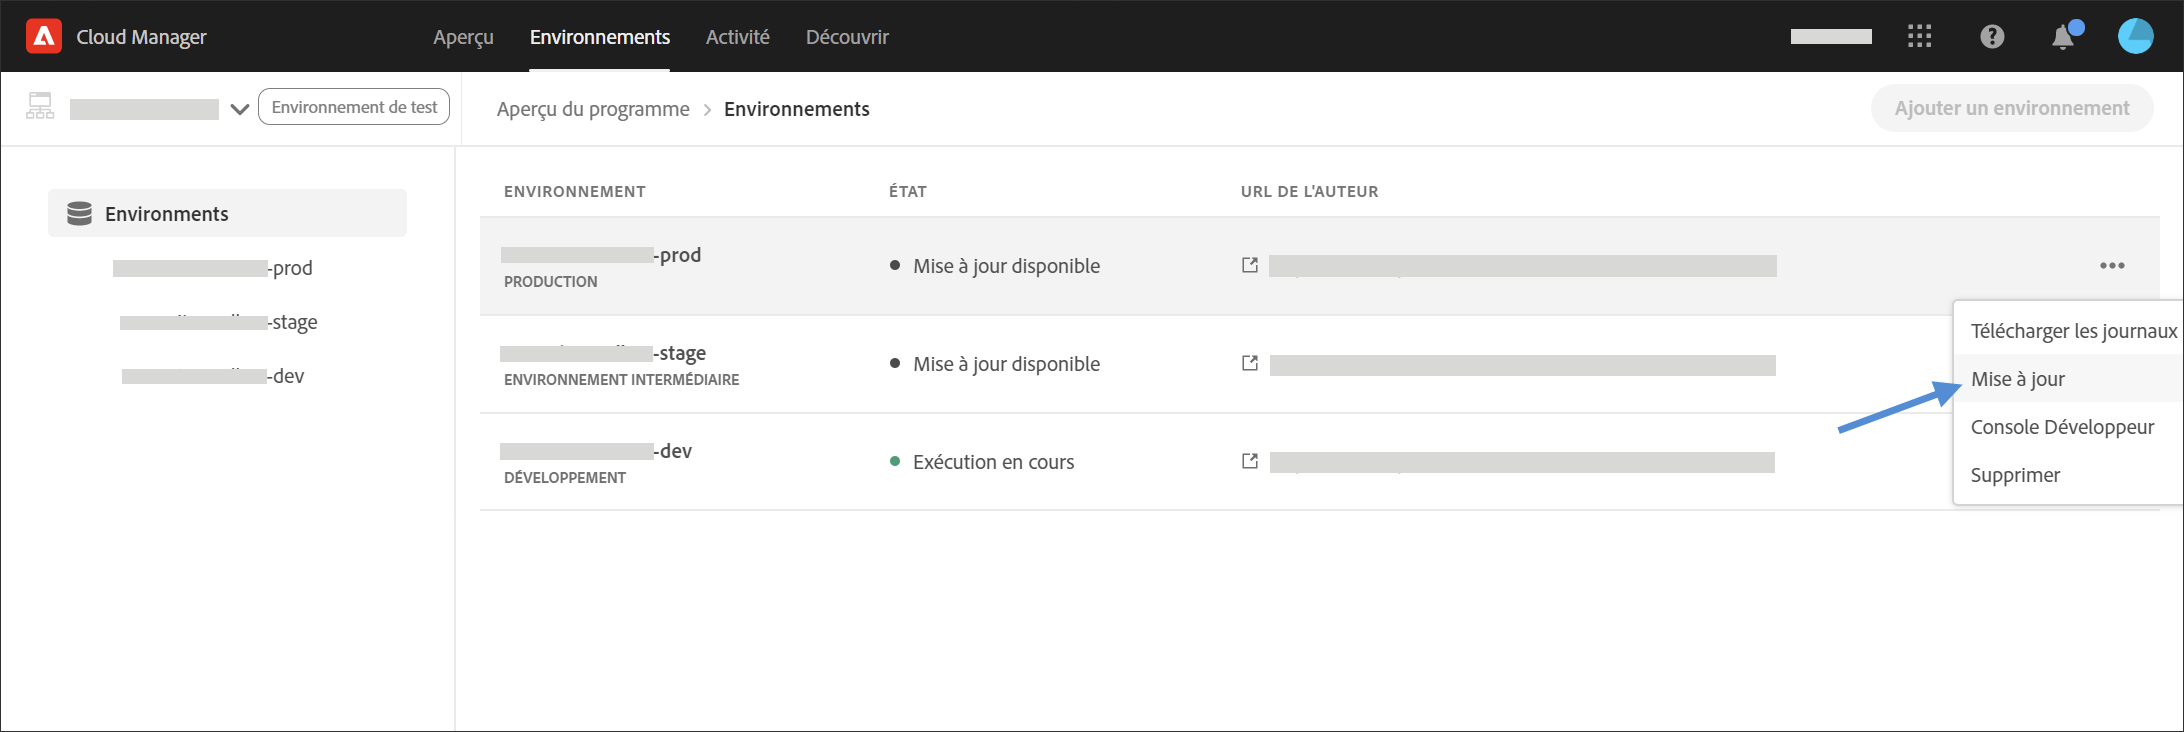 Cloud Manager
Aperçu
Environnements
Activité
Découvrir
Environnement de test
Aperçu du programme > Environnements
Ajouter un environnement
Environments
-prod
-stage
-dev
ENVIRONNEMENT
ÉTAT
URL DE L'AUTEUR
-prod
PRODUCTION
Mise à jour disponible
-stage
ENVIRONNEMENT INTERMÉDIAIRE
Mise à jour disponible
-dev
DÉVELOPPEMENT
Exécution en cours
Télécharger les journaux
Mise à jour
Console Développeur
Supprimer